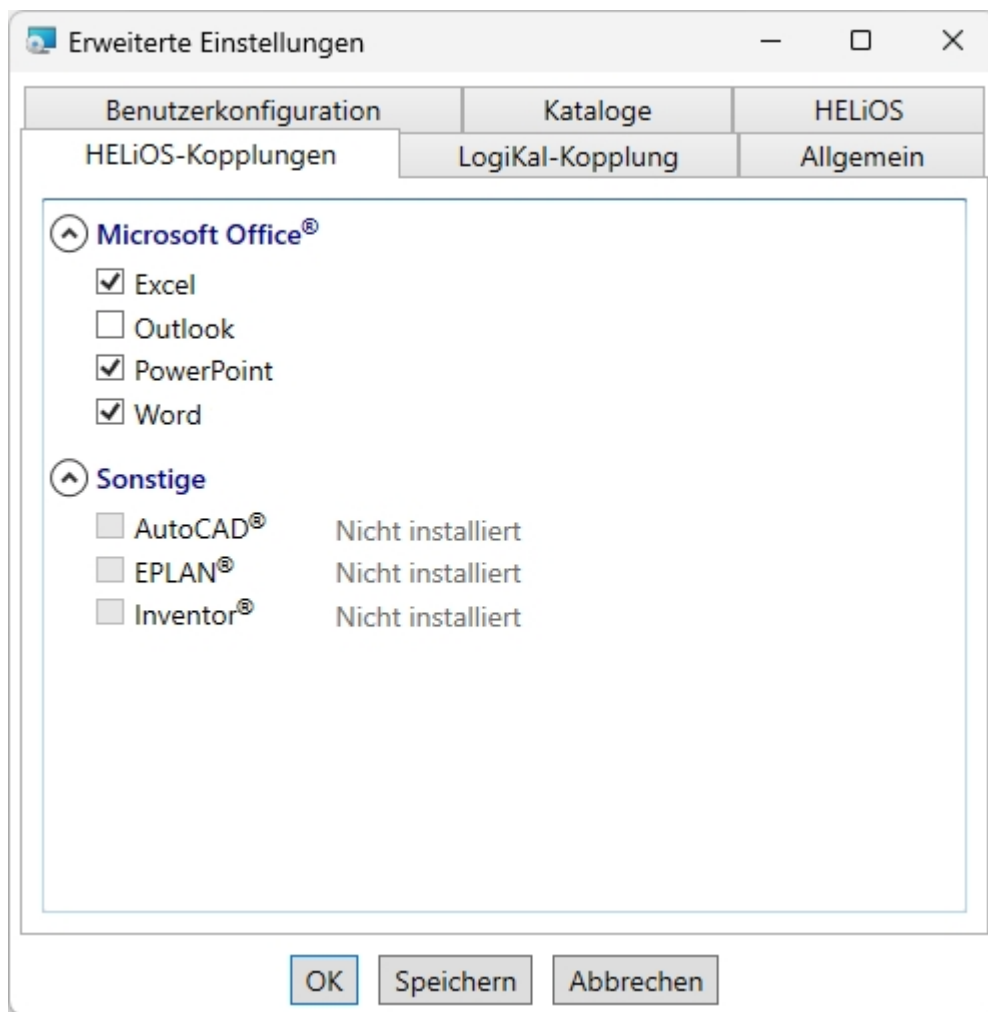 Erweiterte Einstellungen
Benutzerkonfiguration Kataloge HELiOS
HELiOS-Kopplungen LogiKal-Kopplung Allgemein
Microsoft Office®
Excel
Outlook
PowerPoint
Word
Sonstige
AutoCAD® Nicht installiert
EPLAN® Nicht installiert
Inventor® Nicht installiert
OK Speichern Abbrechen